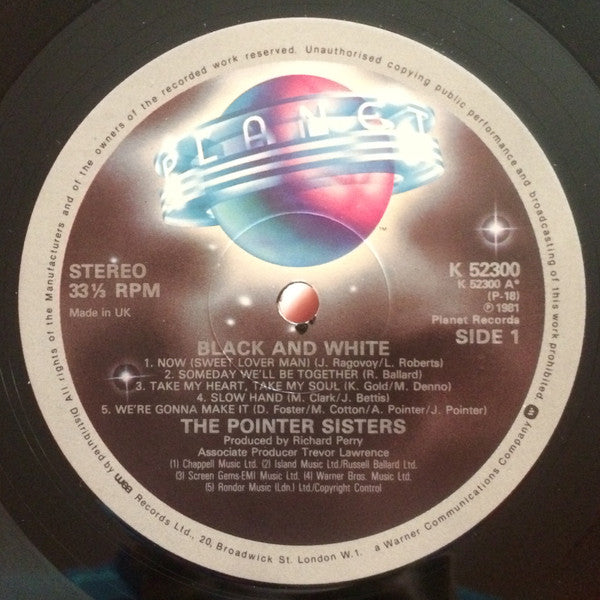 All rights of the Manufacturers and of the owners of the recorded work reserved. Unauthorised copying public performance and broadcasting of this work prohibited.
PLANET
™
STEREO
33⅓ RPM
Made in UK
K 52300
K 52300 A*
(P-18)
℗ 1981
Planet Records
SIDE 1
BLACK AND WHITE
1. NOW (SWEET LOVER MAN) (J. Ragovoy/L. Roberts)
2. SOMEDAY WE'LL BE TOGETHER (R. Ballard)
3. TAKE MY HEART, TAKE MY SOUL (K. Gold/M. Denno)
4. SLOW HAND (M. Clark/J. Bettis)
5. WE'RE GONNA MAKE IT (D. Foster/M. Cotton/A. Pointer/J. Pointer)
THE POINTER SISTERS
Produced by Richard Perry
Associate Producer Trevor Lawrence
(1) Chappell Music Ltd. (2) Island Music Ltd./Russell Ballard Ltd.
(3) Screen Gems-EMI Music Ltd. (4) Warner Bros. Music Ltd.
(5) Rondor Music (Ldn.) Ltd./Copyright Control
Distributed by wea Records Ltd., 20, Broadwick St. London W.1. a Warner Communications Company w